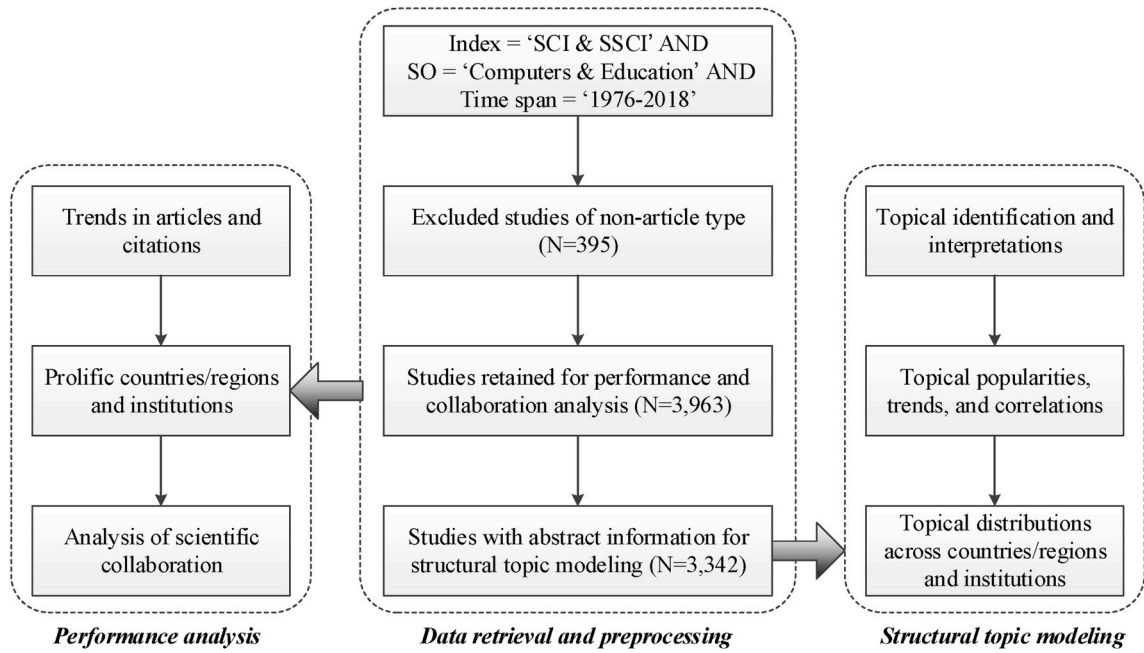 Index = ‘SCI & SSCI’ AND
SO = ‘Computers & Education’ AND
Time span = ‘1976-2018’
Excluded studies of non-article type
(N=395)
Studies retained for performance and
collaboration analysis (N=3,963)
Studies with abstract information for
structural topic modeling (N=3,342)
Data retrieval and preprocessing
Trends in articles and
citations
Prolific countries/regions
and institutions
Analysis of scientific
collaboration
Performance analysis
Topical identification and
interpretations
Topical popularities,
trends, and correlations
Topical distributions
across countries/regions
and institutions
Structural topic modeling